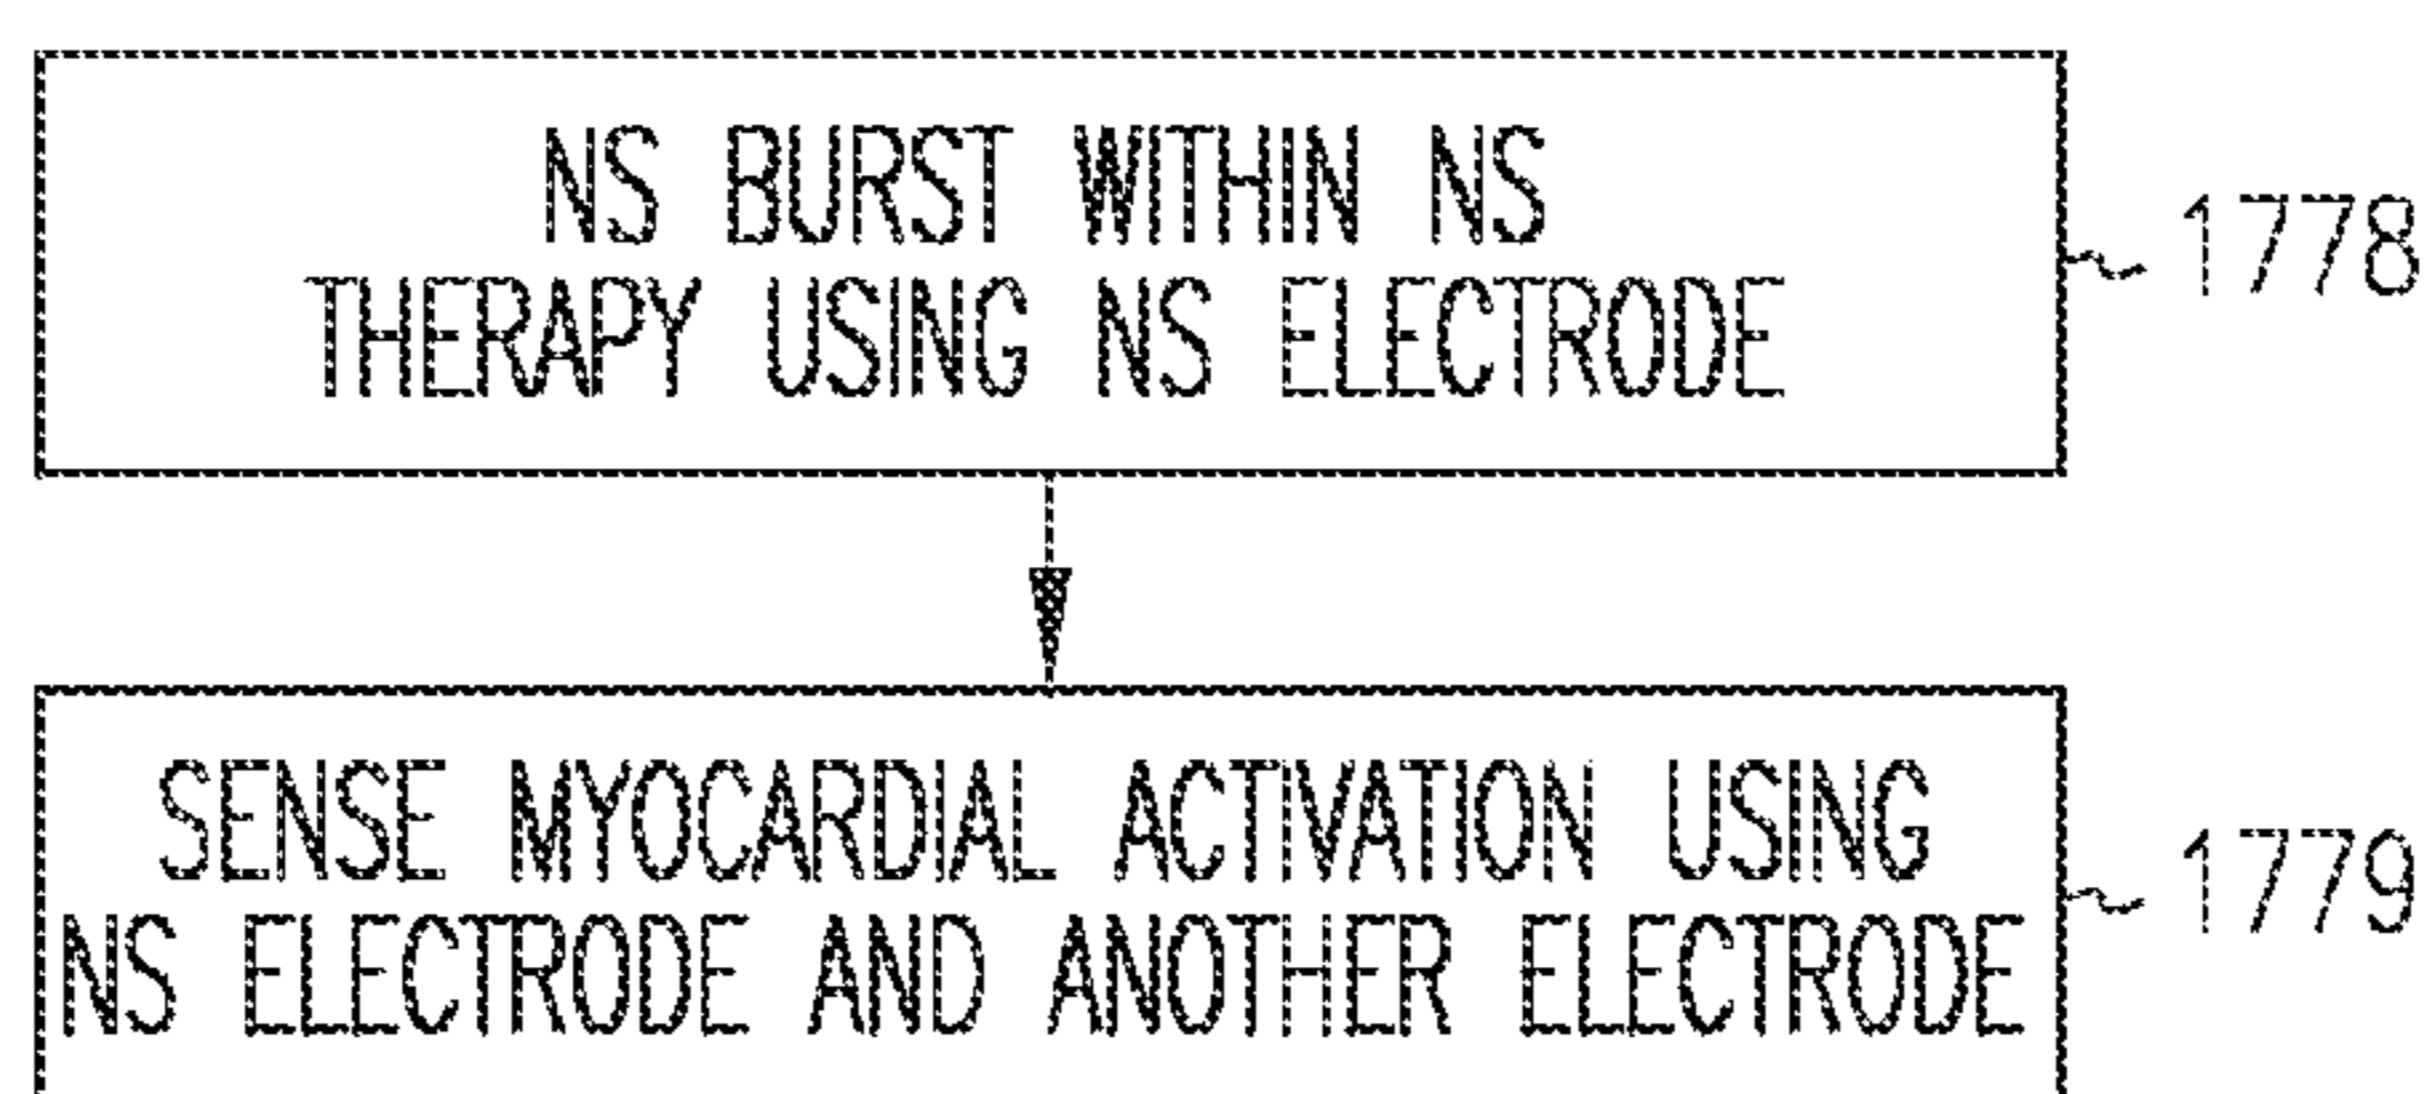 NS BURST WITHIN NS
THERAPY USING NS ELECTRODE
1778
SENSE MYOCARDIAL ACTIVATION USING
NS ELECTRODE AND ANOTHER ELECTRODE
1779